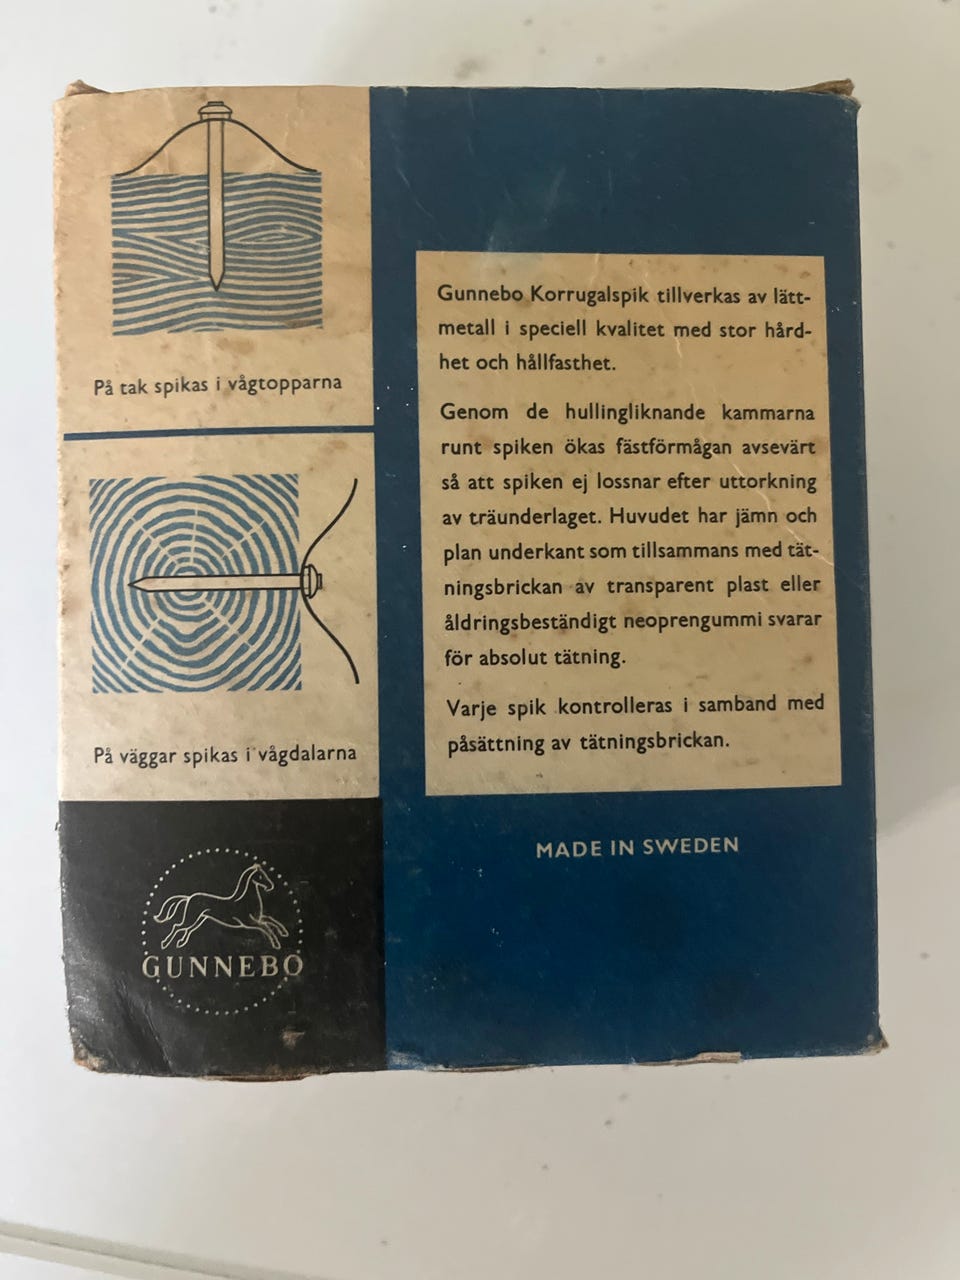 På tak spikas i vågtopparna
På väggar spikas i vågdalarna
GUNNEBO
Gunnebo Korrugalspik tillverkas av lätt-
metall i speciell kvalitet med stor hård-
het och hållfasthet.
Genom de hullingliknande kammarna
runt spiken ökas fästförmågan avsevärt
så att spiken ej lossnar efter uttorkning
av träunderlaget. Huvudet har jämn och
plan underkant som tillsammans med tät-
ningsbrickan av transparent plast eller
åldringsbeständigt neoprengummi svarar
för absolut tätning.
Varje spik kontrolleras i samband med
påsättning av tätningsbrickan.
MADE IN SWEDEN